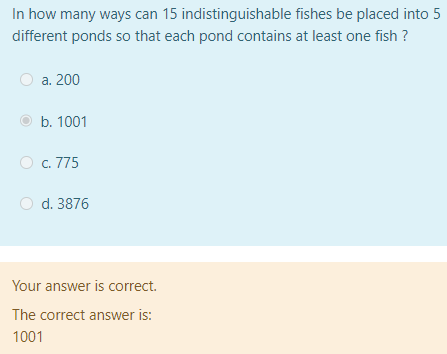 In how many ways can 15 indistinguishable fishes be placed into 5
different ponds so that each pond contains at least one fish ?
a. 200
b. 1001
c. 775
d. 3876
Your answer is correct.
The correct answer is:
1001